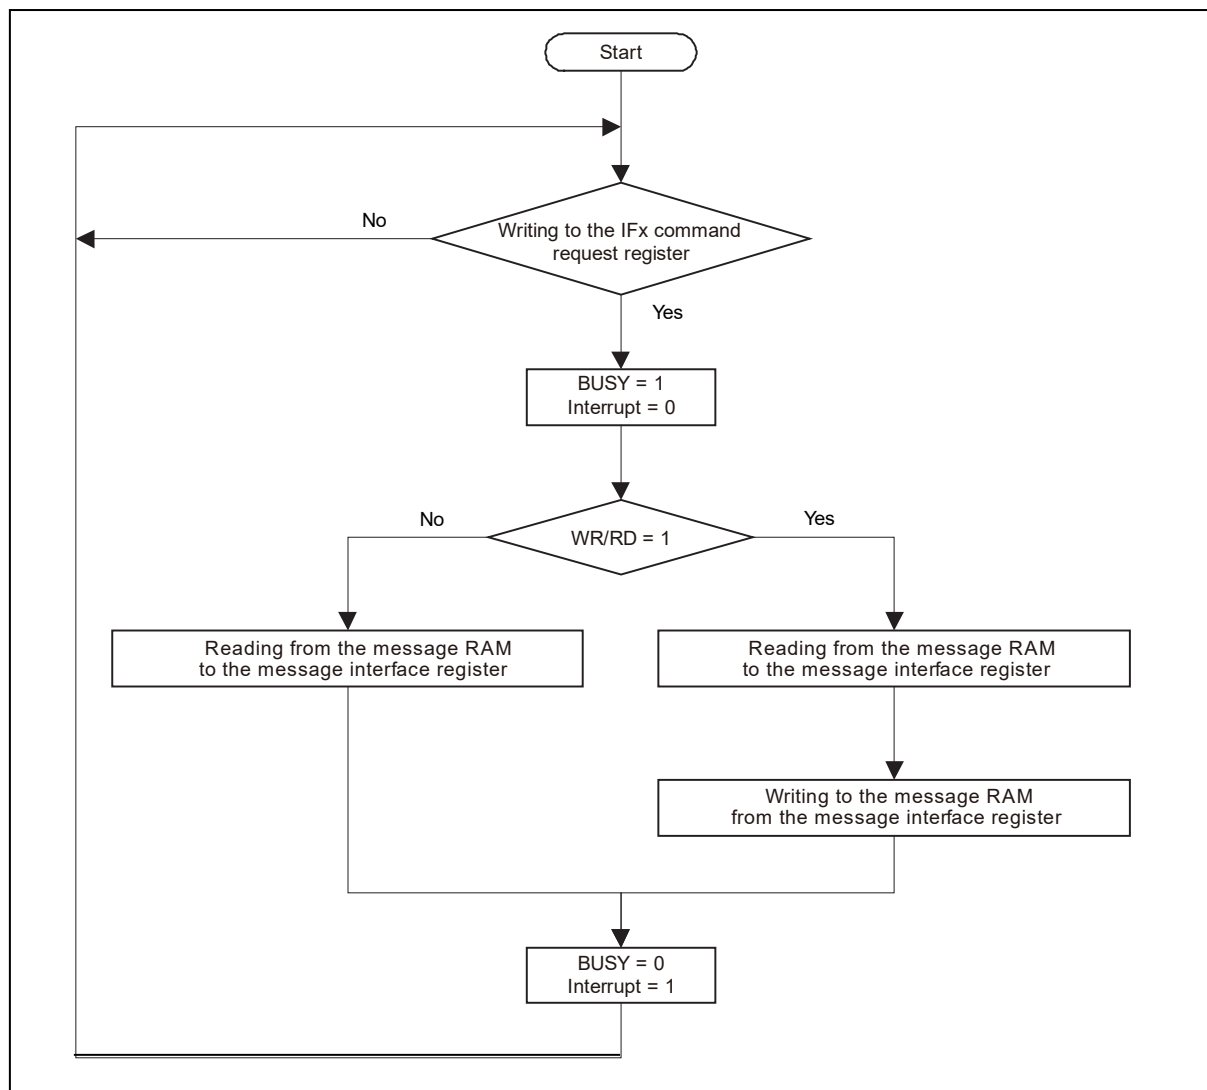 Start
No
Writing to the IFx command
request register
Yes
BUSY = 1
Interrupt = 0
No
Yes
WR/RD = 1
Reading from the message RAM
to the message interface register
Reading from the message RAM
to the message interface register
Writing to the message RAM
from the message interface register
BUSY = 0
Interrupt = 1